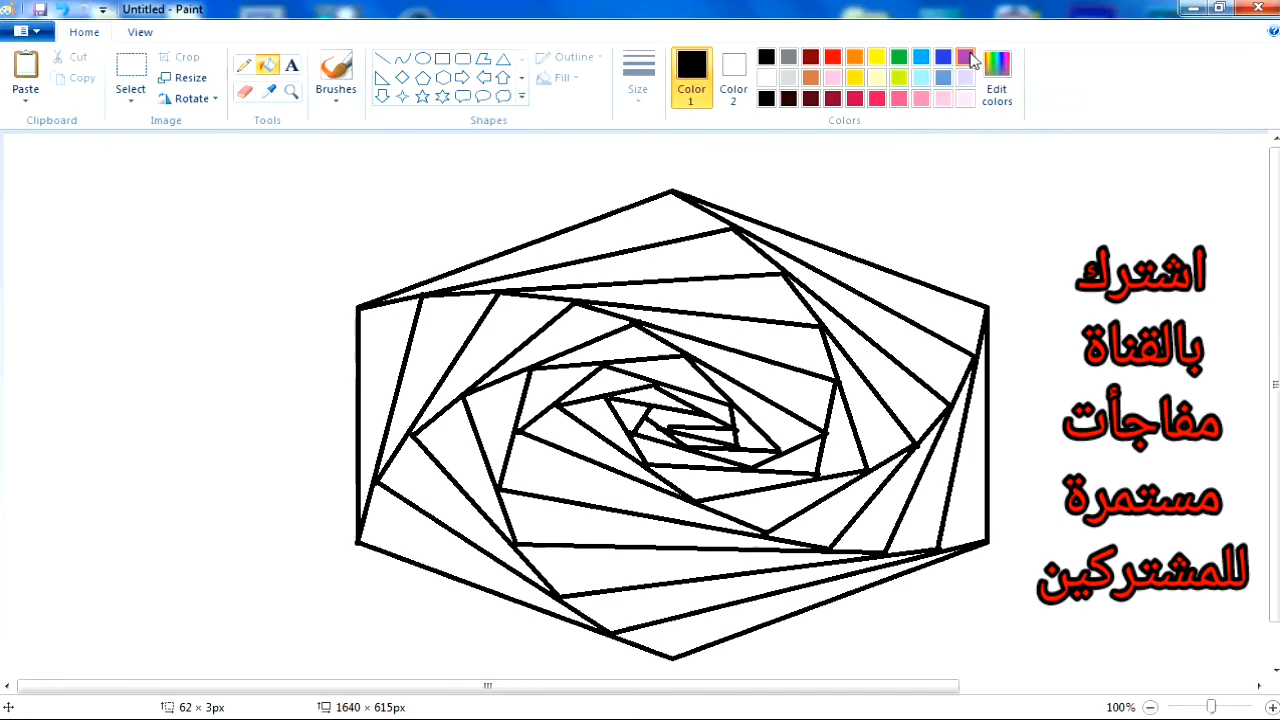 Untitled - Paint
Home View
Paste
Cut
Copy
Clipboard
Select
Crop
Resize
Rotate
Image
A
Tools
Brushes
Outline
Fill
Shapes
Size
Color 1
Color 2
Edit colors
Colors
اشترك
بالقناة
مفاجأت
مستمرة
للمشتركين
62 × 3px
1640 × 615px
100%